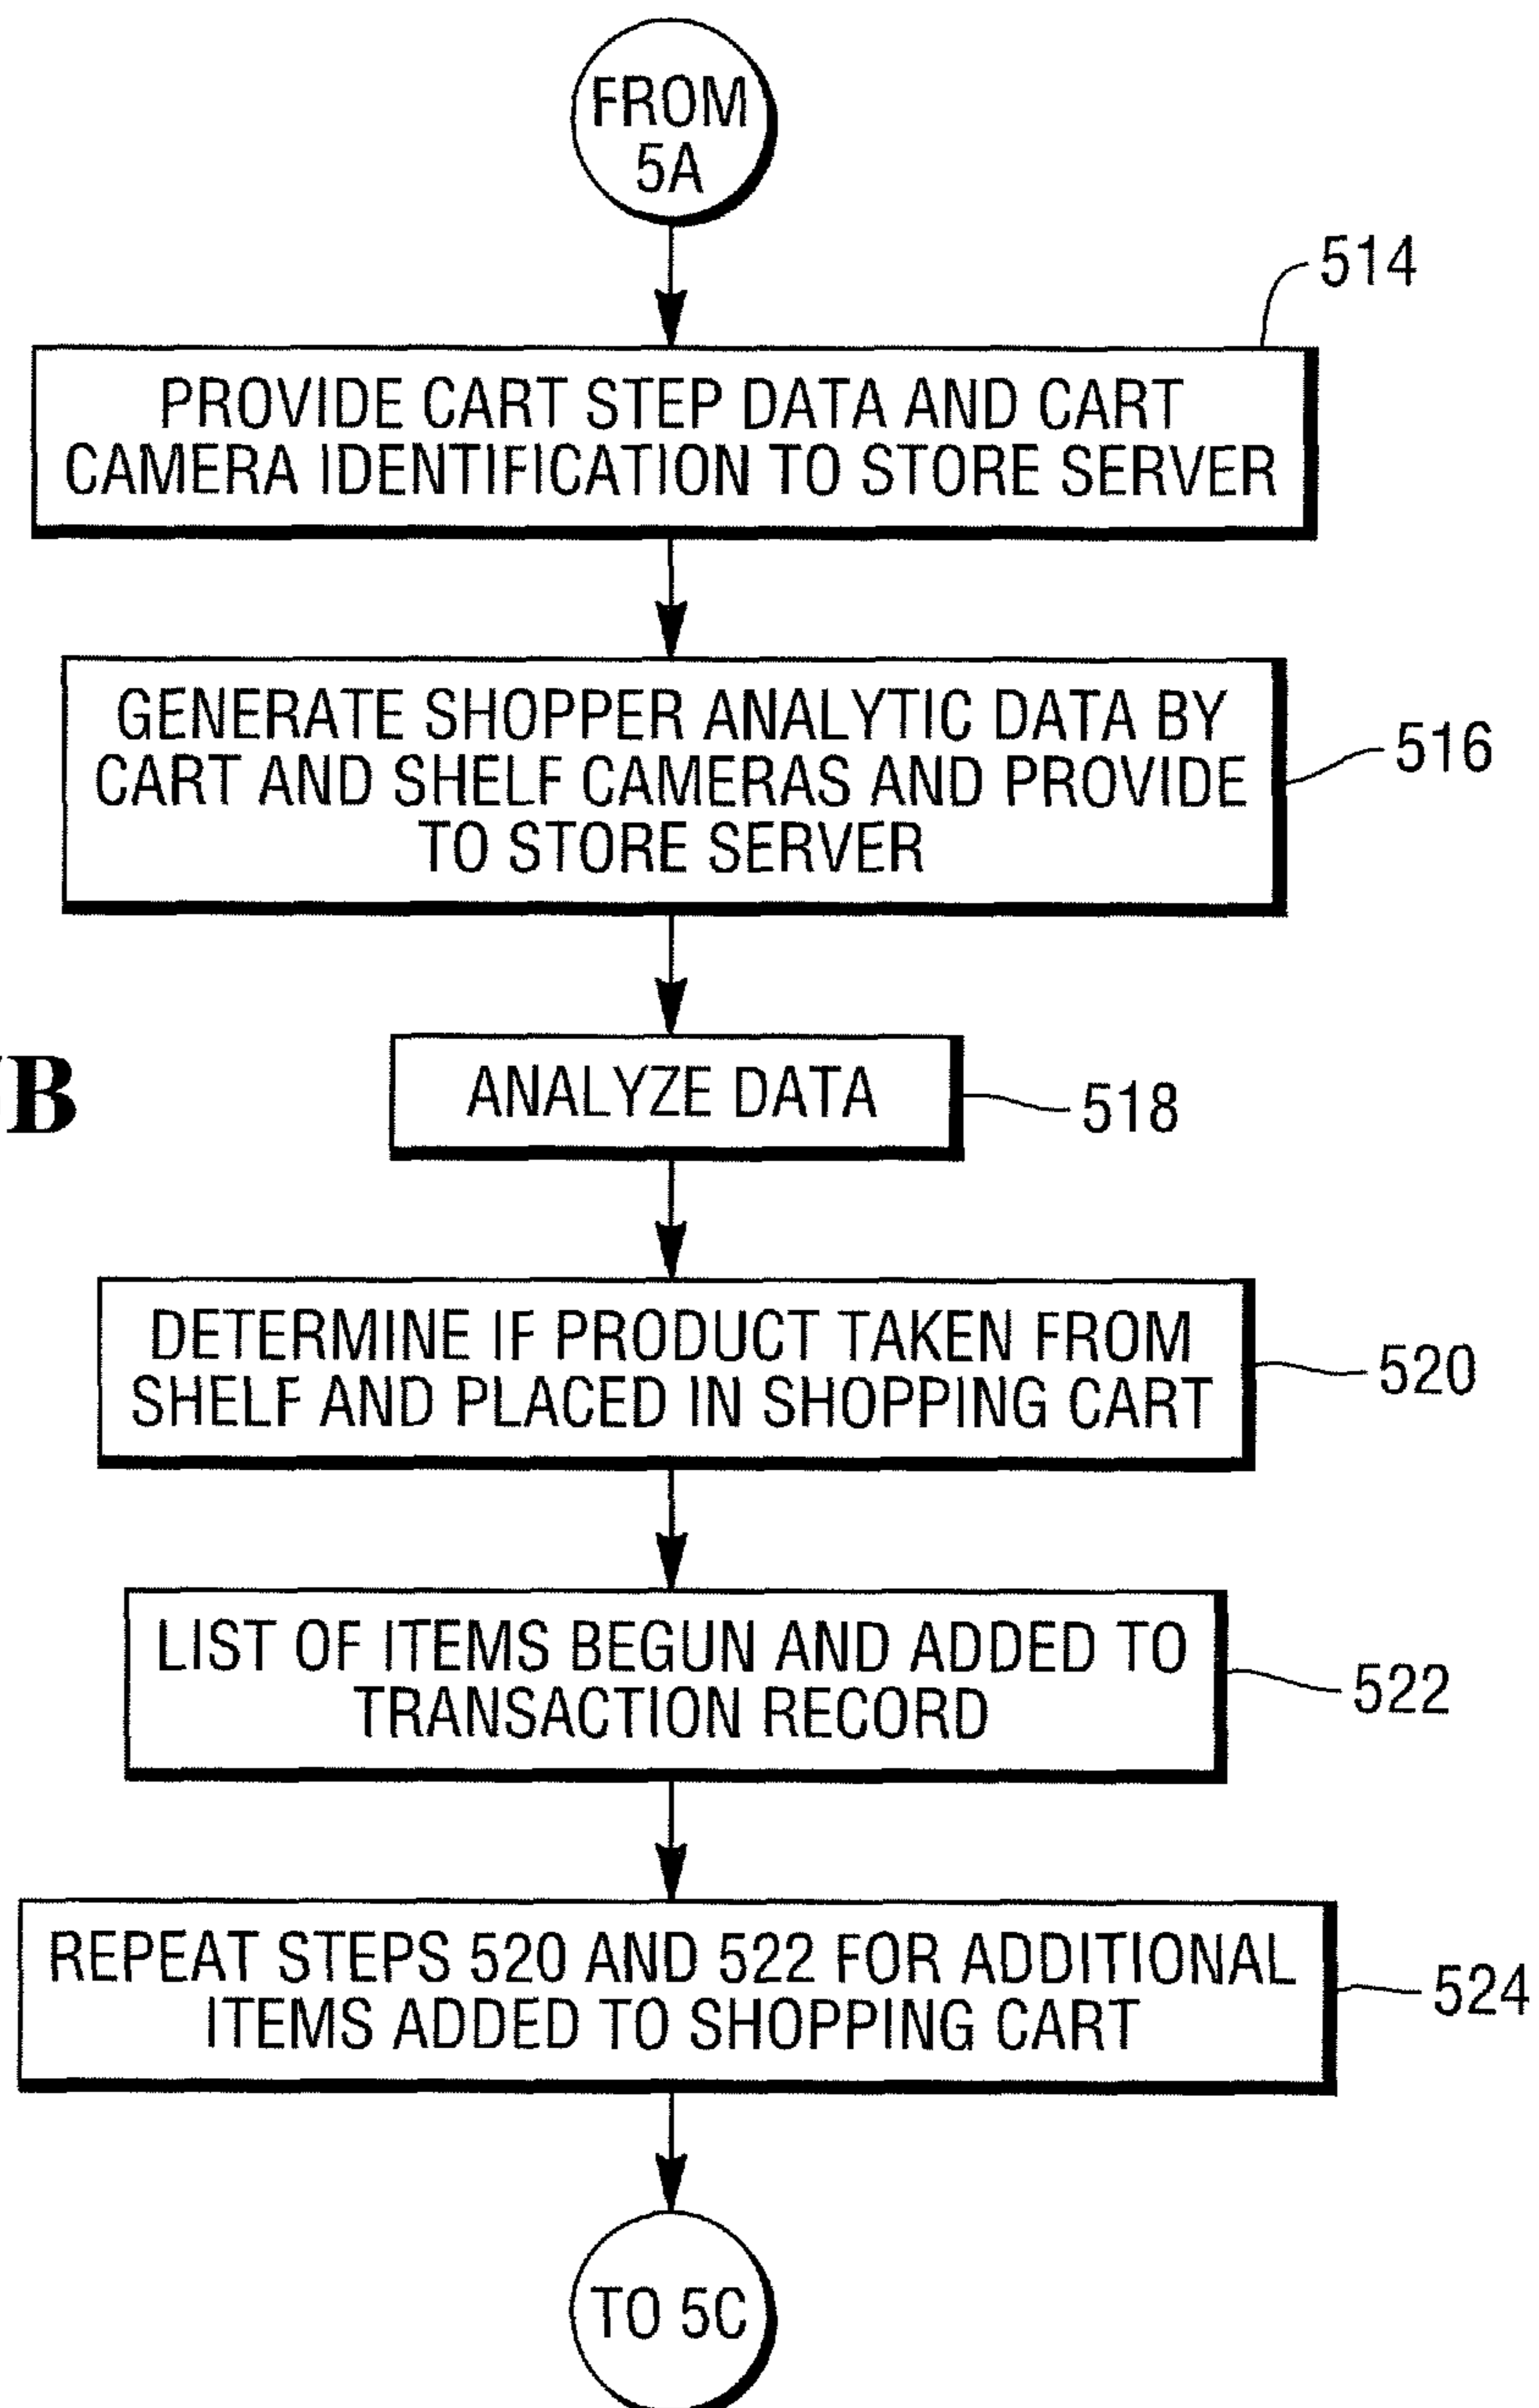 FROM
5A
514
PROVIDE CART STEP DATA AND CART
CAMERA IDENTIFICATION TO STORE SERVER
GENERATE SHOPPER ANALYTIC DATA BY
CART AND SHELF CAMERAS AND PROVIDE
TO STORE SERVER
516
B
ANALYZE DATA
518
DETERMINE IF PRODUCT TAKEN FROM
SHELF AND PLACED IN SHOPPING CART
520
LIST OF ITEMS BEGUN AND ADDED TO
TRANSACTION RECORD
522
REPEAT STEPS 520 AND 522 FOR ADDITIONAL
ITEMS ADDED TO SHOPPING CART
524
TO 5C